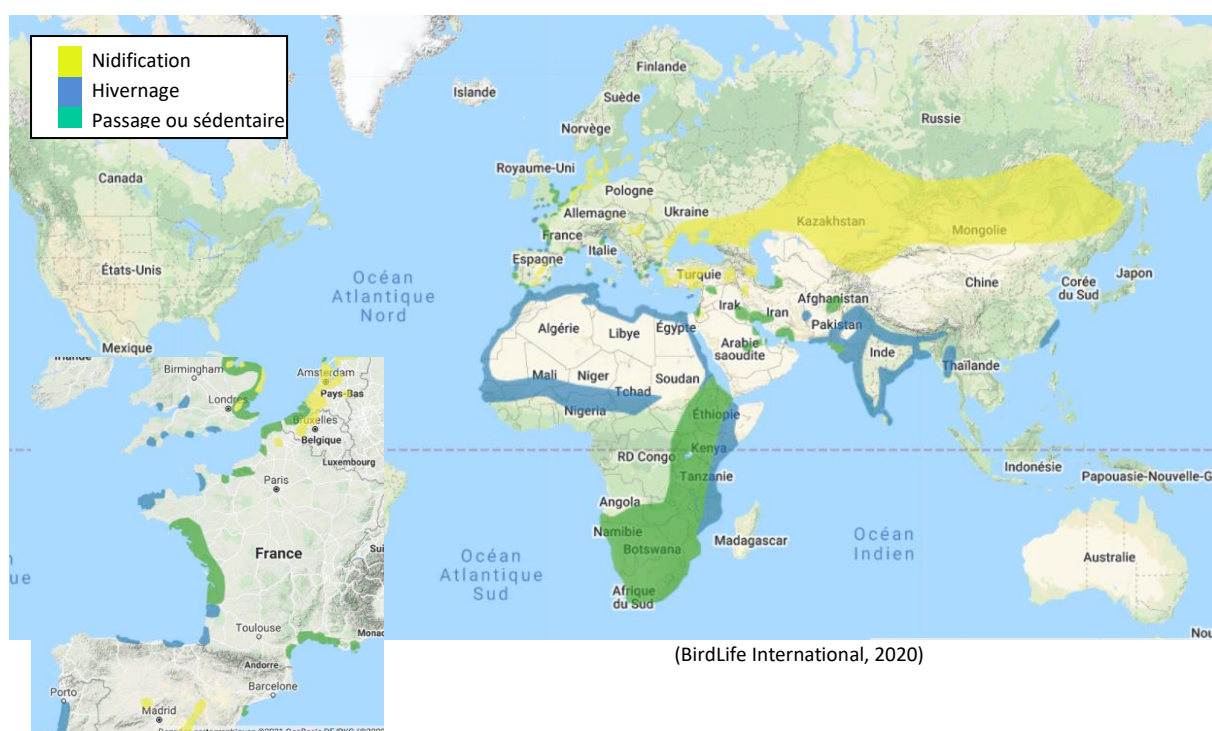 Nidification
Hivernage
Passage ou sédentaire
Finlande
Islande
Suède
Russie
Norvège
Royaume-Uni
Canada
Pologne
Allemagne
Ukraine
Kazakhstan
Mongolie
France
Italie
Espagne
Turquie
États-Unis
Océan
Atlantique
Nord
Chine
Corée
du Sud
Japon
Irak
Iran
Afghanistan
Pakistan
Algérie
Libye
Égypte
Arabie
saoudite
Inde
Mexique
Mali
Niger
Tchad
Soudan
Thaïlande
Nigeria
Éthiopie
RD Congo
Kenya
Tanzanie
Indonésie
Papouasie-Nouvelle-G
Angola
Namibie
Botswana
Madagascar
Océan
Indien
Australie
Océan
Atlantique
Sud
Afrique
du Sud
Nou
Birmingham
Amsterdam
Pays-Bas
Londres
Bruxelles
Belgique
Luxembourg
Paris
France
Sui
ue
Toulouse
Monac
Andorre
Porto
Barcelone
Madrid
(BirdLife International, 2020)